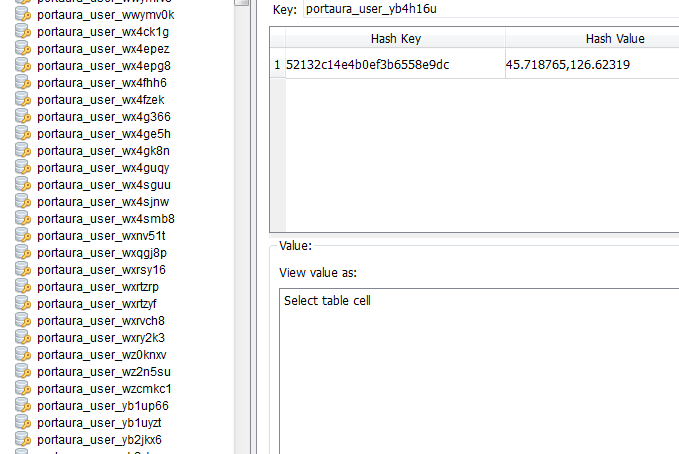 portaura_user_wwymv0k
portaura_user_wx4ck1g
portaura_user_wx4epez
portaura_user_wx4epg8
portaura_user_wx4fhh6
portaura_user_wx4fzek
portaura_user_wx4g366
portaura_user_wx4ge5h
portaura_user_wx4gk8n
portaura_user_wx4guqy
portaura_user_wx4sguu
portaura_user_wx4sjnw
portaura_user_wx4smb8
portaura_user_wxnv51t
portaura_user_wxqgj8p
portaura_user_wxrsy16
portaura_user_wxrtzrp
portaura_user_wxrtzyf
portaura_user_wxrvch8
portaura_user_wxry2k3
portaura_user_wz0knxv
portaura_user_wz2n5su
portaura_user_wzcmkc1
portaura_user_yb1up66
portaura_user_yb1uyzt
portaura_user_yb2jkx6
Key: portaura_user_yb4h16u
Hash Key Hash Value
1 52132c14e4b0ef3b6558e9dc 45.718765,126.62319
Value:
View value as:
Select table cell